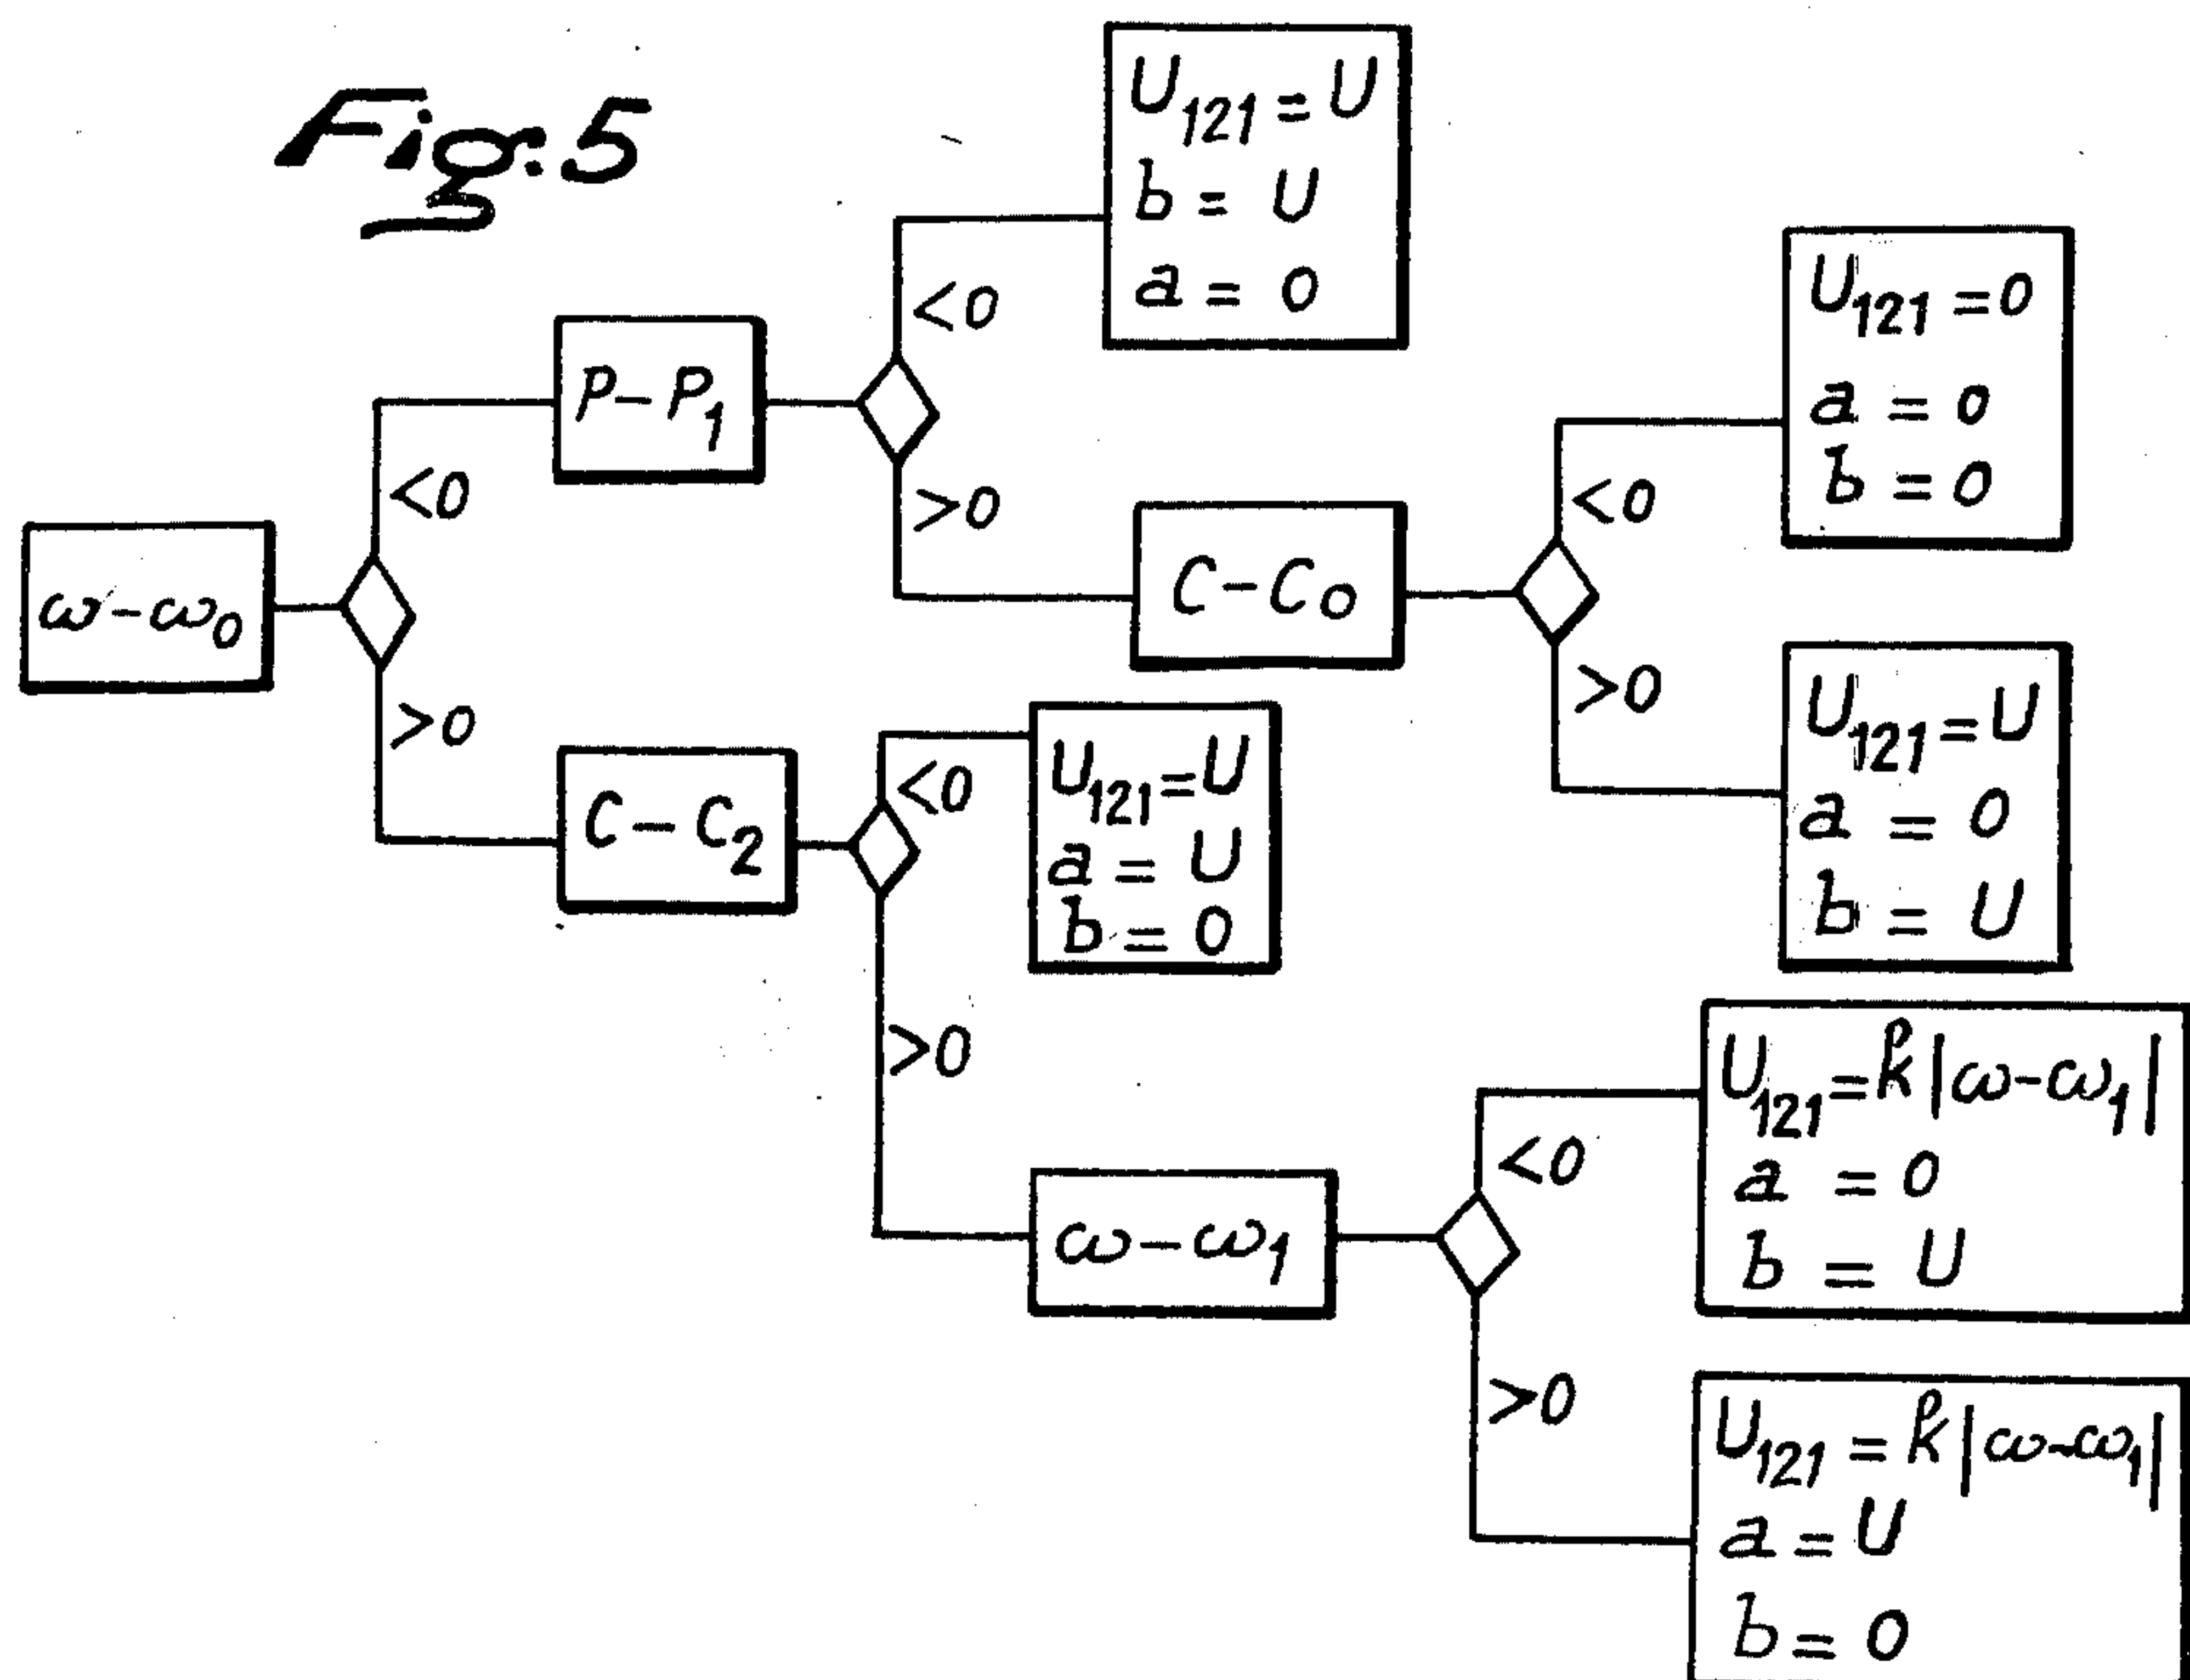 Fig. 5
U₁₂₁ = U
b = U
a = 0
<0
P - P₁
>0
U₁₂₁ = 0
a = 0
b = 0
<0
C - C₀
>0
U₁₂₁ = U
a = 0
b = U
<0
ω - ω₀
>0
C - C₂
<0
U₁₂₁ = U
a = U
b = 0
>0
ω - ω₁
<0
U₁₂₁ = k|ω - ω₁|
a = 0
b = U
>0
U₁₂₁ = k|ω - ω₁|
a = U
b = 0